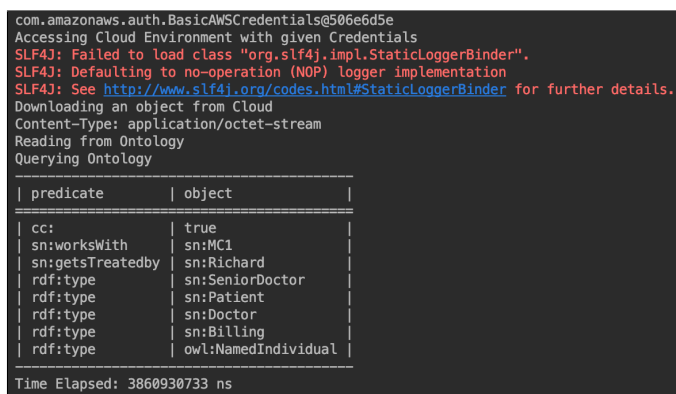 com.amazonaws.auth.BasicAWSCredentials@506e6d5e
Accessing Cloud Environment with given Credentials
SLF4J: Failed to load class "org.slf4j.impl.StaticLoggerBinder".
SLF4J: Defaulting to no-operation (NOP) logger implementation
SLF4J: See http://www.slf4j.org/codes.html#StaticLoggerBinder for further details.
Downloading an object from Cloud
Content-Type: application/octet-stream
Reading from Ontology
Querying Ontology
------------------------------------------
| predicate        | object              |
==========================================
| cc:              | true                |
| sn:worksWith     | sn:MC1              |
| sn:getsTreatedby | sn:Richard          |
| rdf:type         | sn:SeniorDoctor     |
| rdf:type         | sn:Patient          |
| rdf:type         | sn:Doctor           |
| rdf:type         | sn:Billing          |
| rdf:type         | owl:NamedIndividual |
------------------------------------------
Time Elapsed: 3860930733 ns